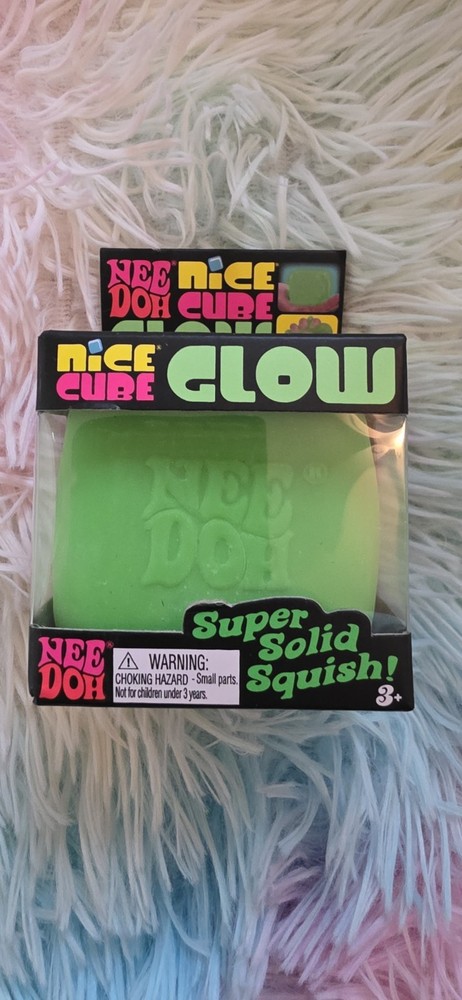 NEE NiCE
DOH CUBE
GLOW
NiCE
CUBE GLOW
NEE
DOH
Super
Solid
Squish!
NEE
DOH
WARNING:
CHOKING HAZARD - Small parts.
Not for children under 3 years.
3+